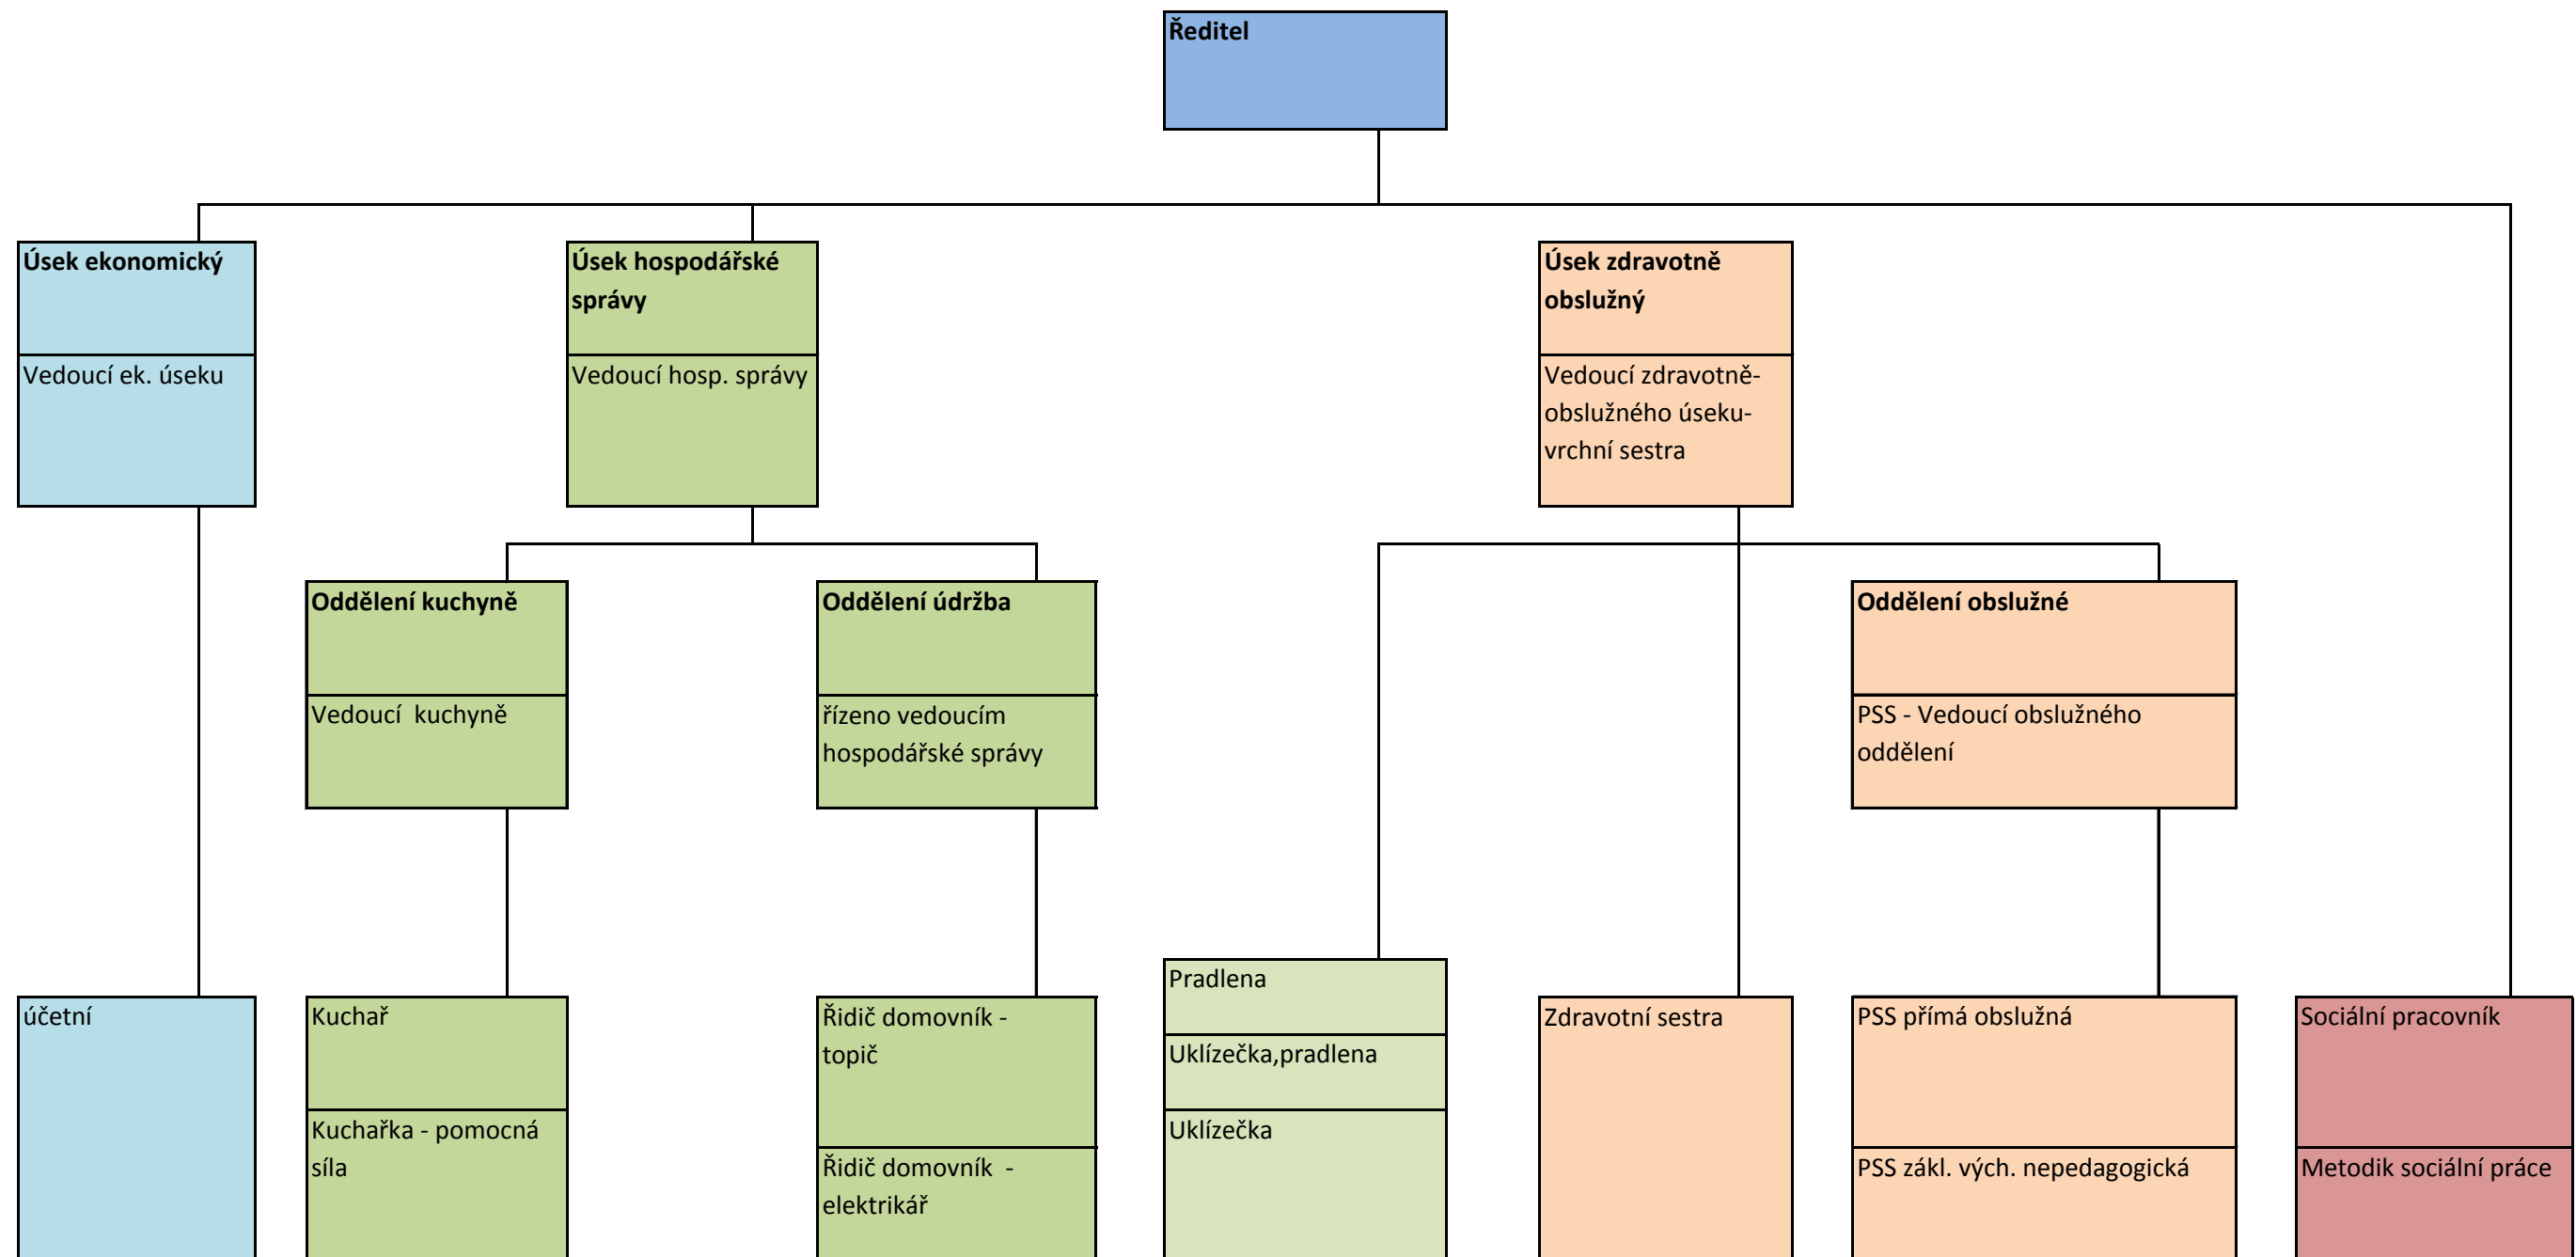 Ředitel
Úsek ekonomický
Vedoucí ek. úseku
Úsek hospodářské
správy
Vedoucí hosp. správy
Úsek zdravotně
obslužný
Vedoucí zdravotně-
obslužného úseku-
vrchní sestra
Oddělení kuchyně
Vedoucí  kuchyně
Oddělení údržba
řízeno vedoucím
hospodářské správy
Oddělení obslužné
PSS - Vedoucí obslužného
oddělení
účetní
Kuchař
Kuchařka - pomocná
síla
Řidič domovník -
topič
Řidič domovník  -
elektrikář
Pradlena
Uklízečka,pradlena
Uklízečka
Zdravotní sestra
PSS přímá obslužná
PSS zákl. vých. nepedagogická
Sociální pracovník
Metodik sociální práce